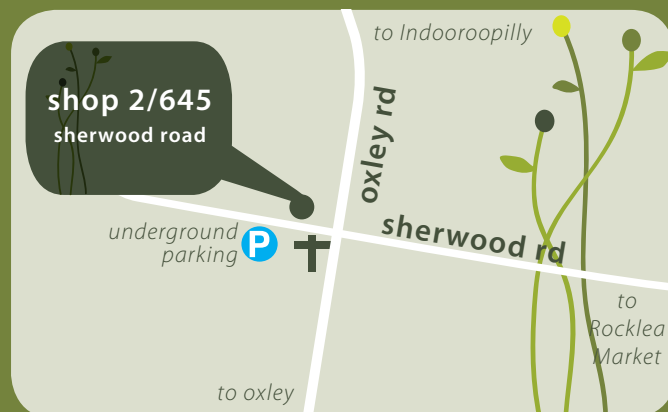 to Indooroopilly
shop 2/645
sherwood road
oxley rd
sherwood rd
underground
parking
P
to
Rocklea
Market
to oxley